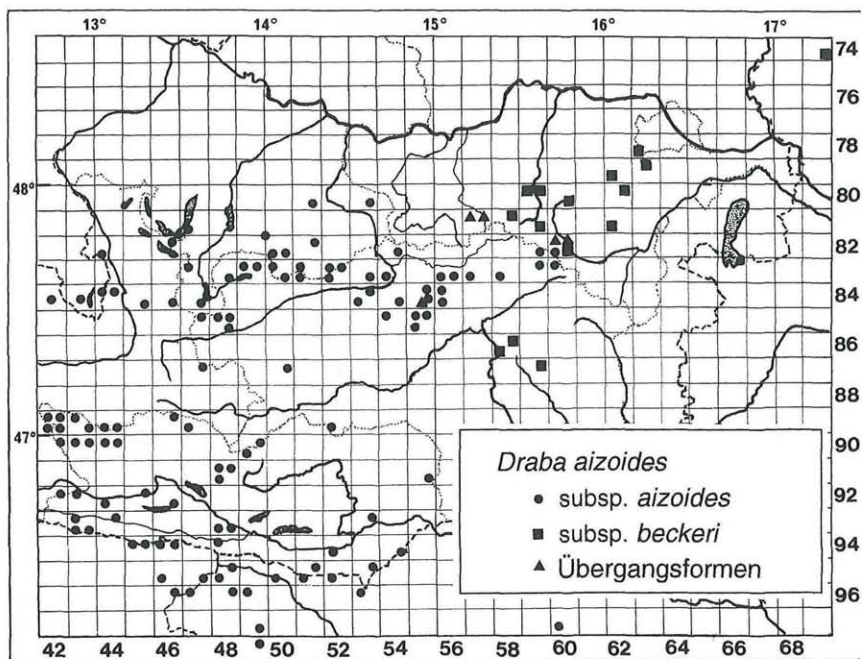 13° 14° 15° 16° 17°
74
76
78
48° 80
82
84
86
88
47° 90
92
94
96
Draba aizoides
● subsp. aizoides
■ subsp. beckeri
▲ Übergangsformen
42 44 46 48 50 52 54 56 58 60 62 64 66 68